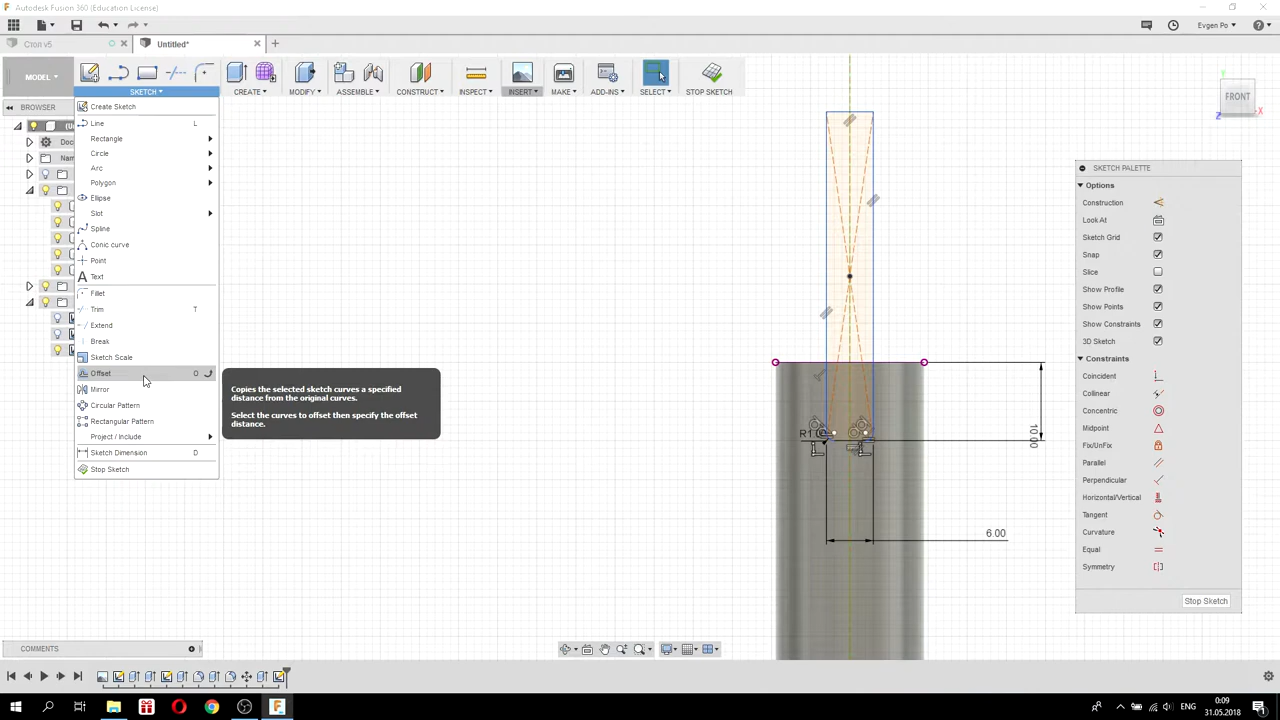 Autodesk Fusion 360 (Education License)
Evgen Po
Стол v5
Untitled*
MODEL
SKETCH
CREATE
MODIFY
ASSEMBLE
CONSTRUCT
INSPECT
INSERT
MAKE
ADD-INS
SELECT
STOP SKETCH
BROWSER
Doc
Nam
Create Sketch
Line L
Rectangle
Circle
Arc
Polygon
Ellipse
Slot
Spline
Conic curve
Point
Text
Fillet
Trim T
Extend
Break
Sketch Scale
Offset O
Mirror
Circular Pattern
Rectangular Pattern
Project / Include
Sketch Dimension D
Stop Sketch
Copies the selected sketch curves a specified
distance from the original curves.
Select the curves to offset then specify the offset
distance.
10.00
6.00
FRONT
Y
X
Z
SKETCH PALETTE
Options
Construction
Look At
Sketch Grid
Snap
Slice
Show Profile
Show Points
Show Constraints
3D Sketch
Constraints
Coincident
Collinear
Concentric
Midpoint
Fix/UnFix
Parallel
Perpendicular
Horizontal/Vertical
Tangent
Curvature
Equal
Symmetry
Stop Sketch
COMMENTS
ENG
0:09
31.05.2018